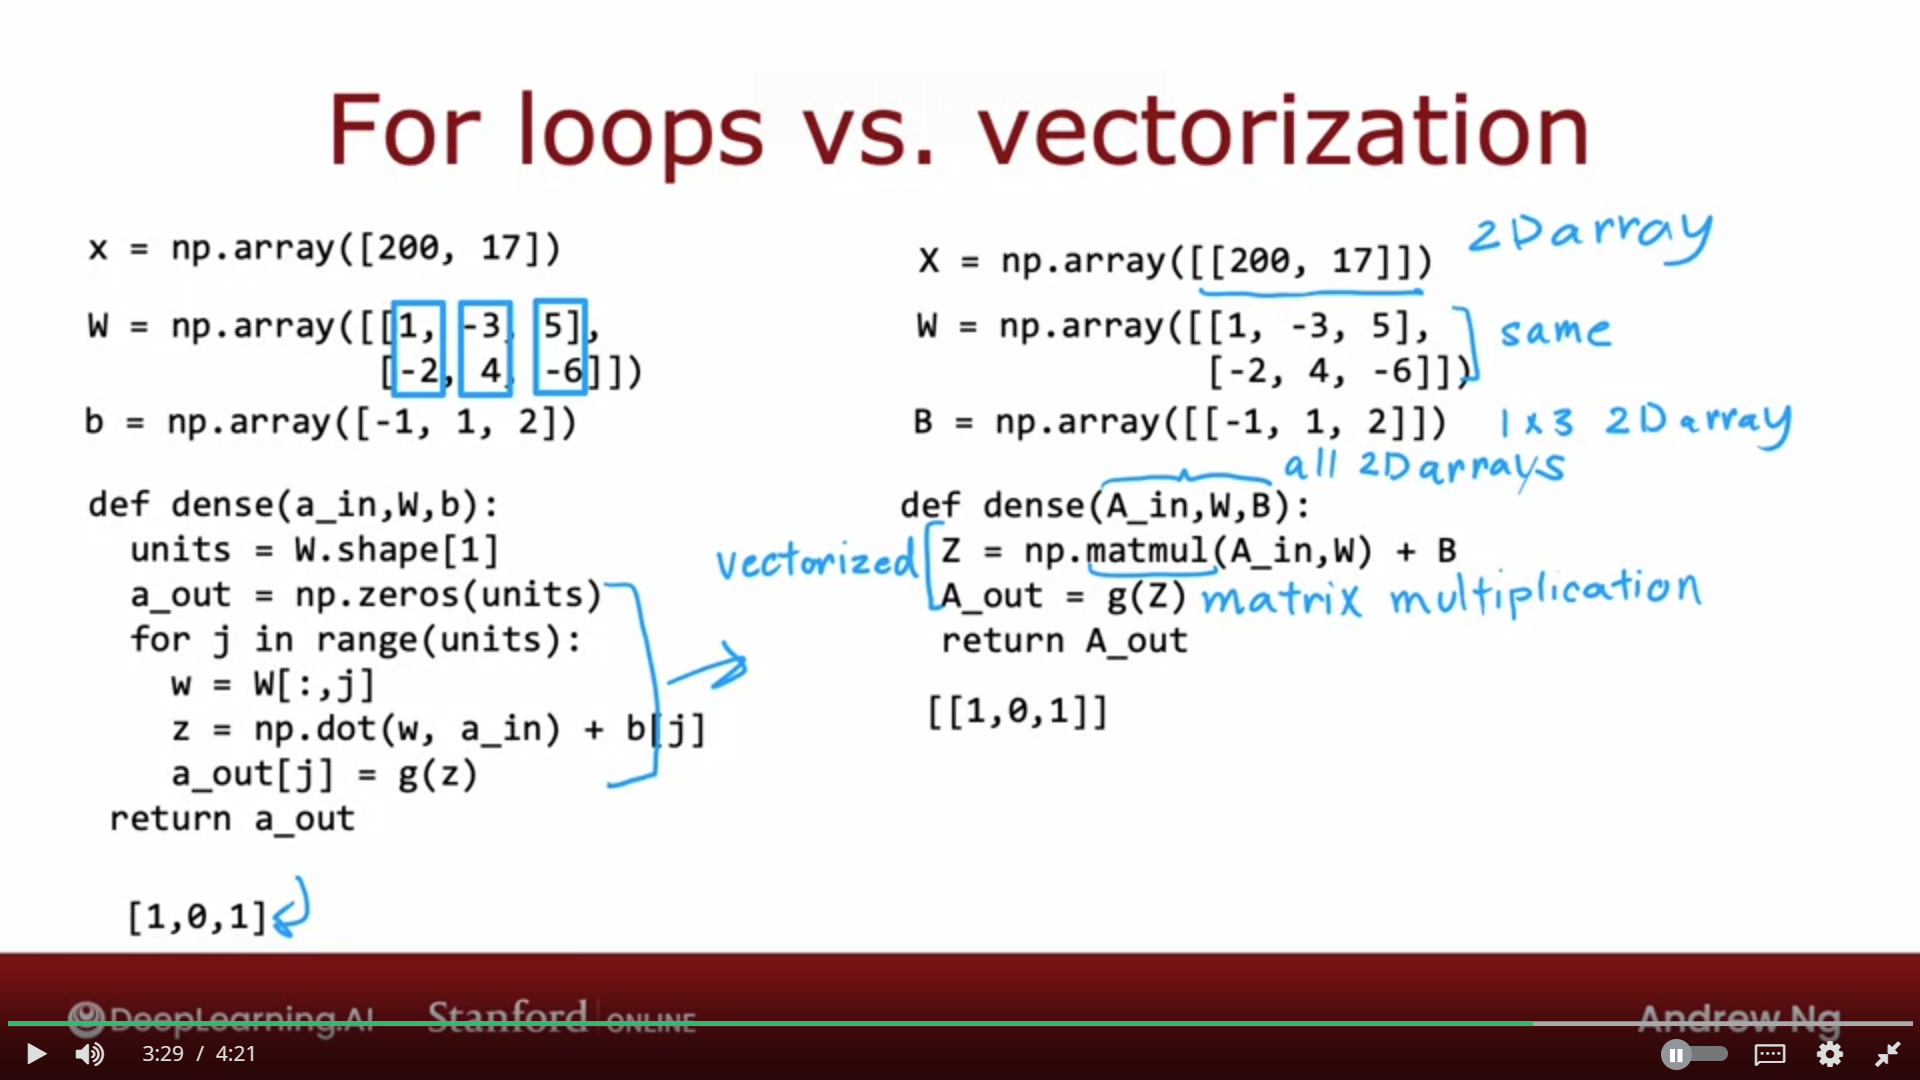 For loops vs. vectorization
x = np.array([200, 17])
W = np.array([[1, -3, 5],
[-2, 4, -6]])
b = np.array([-1, 1, 2])
def dense(a_in,W,b):
units = W.shape[1]
a_out = np.zeros(units)
for j in range(units):
w = W[:,j]
z = np.dot(w, a_in) + b[j]
a_out[j] = g(z)
return a_out
[1,0,1]
X = np.array([[200, 17]]) 2D array
W = np.array([[1, -3, 5],
[-2, 4, -6]]) same
B = np.array([[-1, 1, 2]]) 1 x 3 2D array
all 2D arrays
def dense(A_in,W,B):
vectorized Z = np.matmul(A_in,W) + B
A_out = g(Z) matrix multiplication
return A_out
[[1,0,1]]
DeepLearning.AI Stanford ONLINE Andrew Ng
3:29 / 4:21